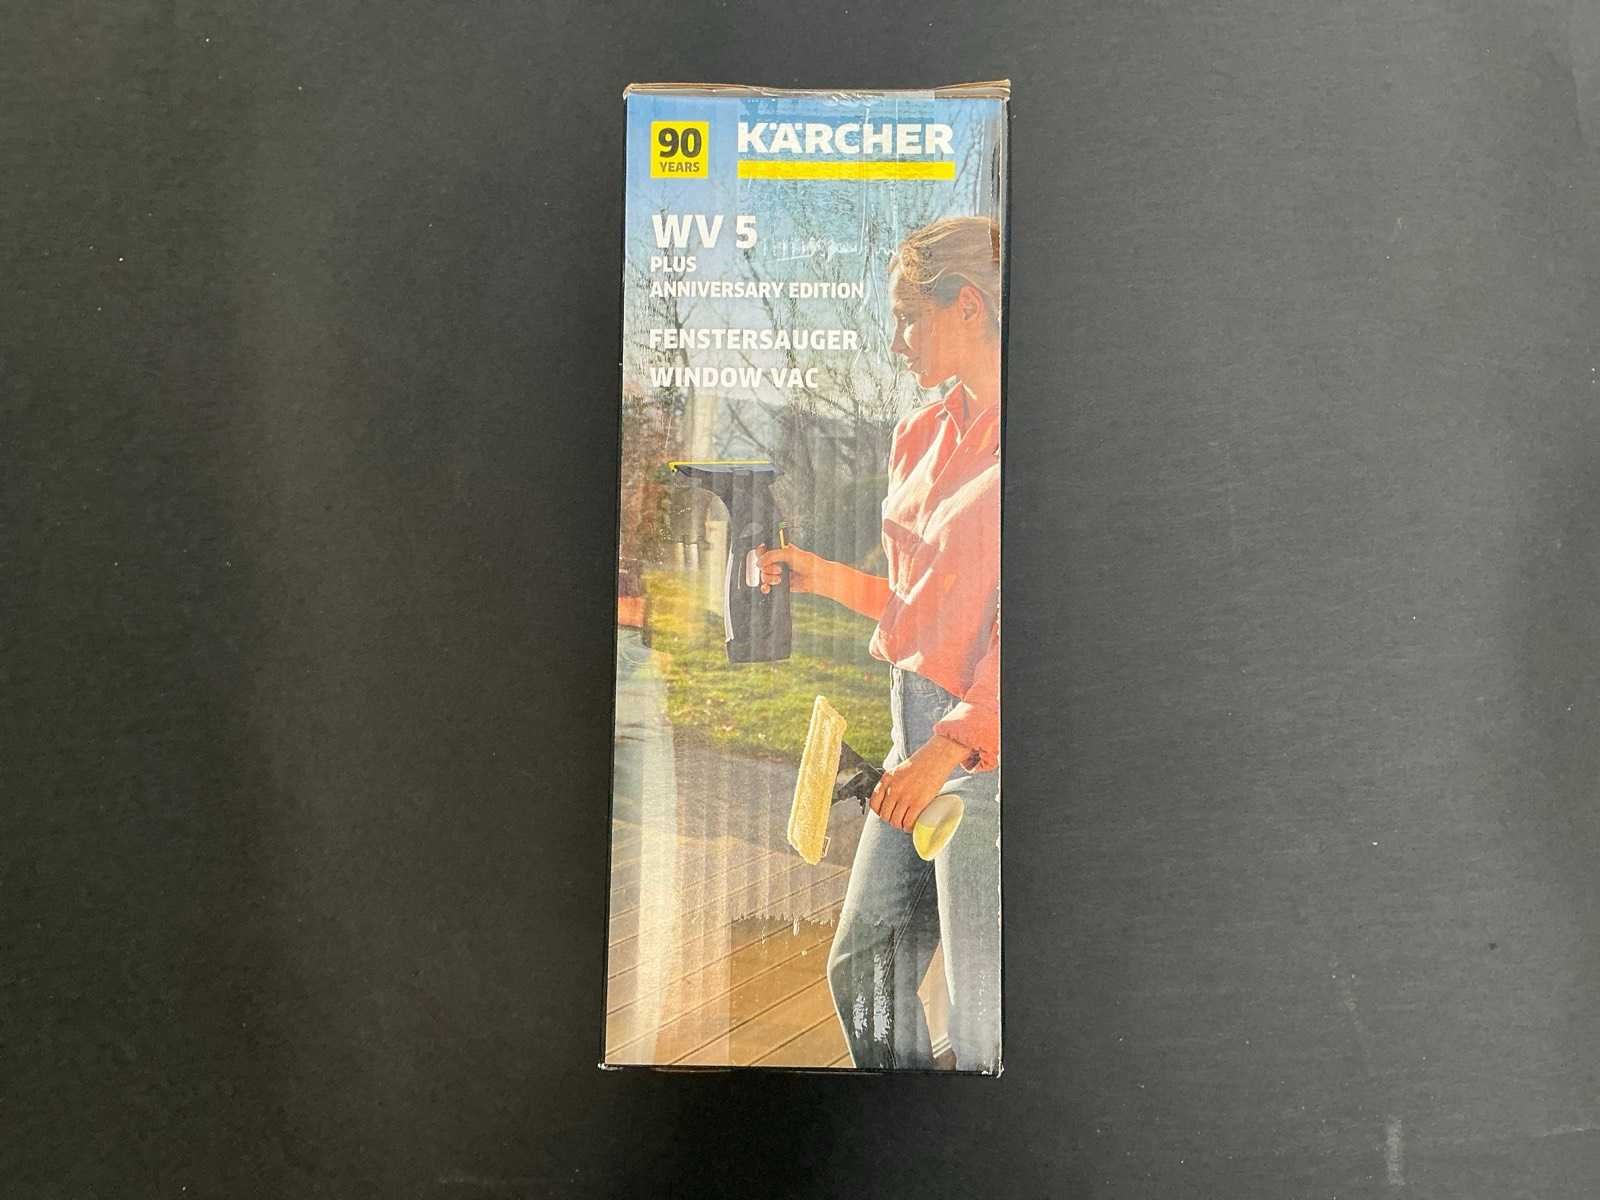 90
YEARS
KÄRCHER
WV 5
PLUS
ANNIVERSARY EDITION
FENSTERSAUGER
WINDOW VAC